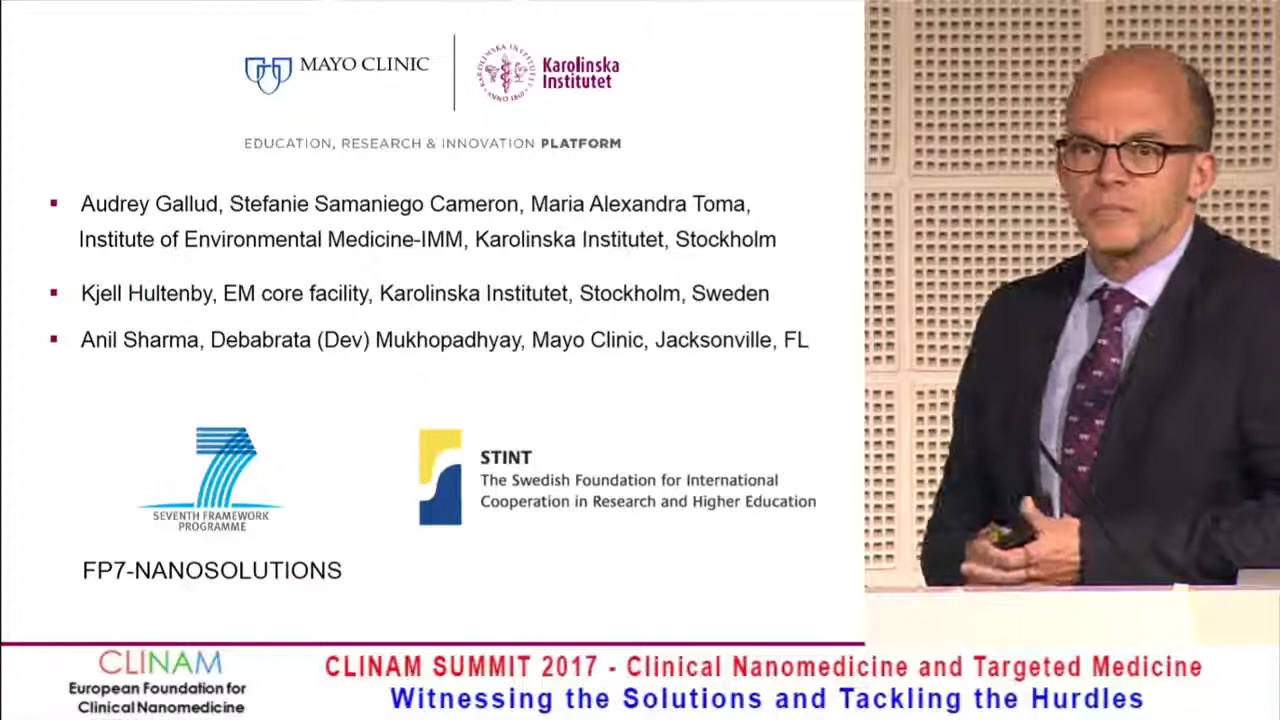 MAYO CLINIC
Karolinska
Institutet
EDUCATION, RESEARCH & INNOVATION PLATFORM
Audrey Gallud, Stefanie Samaniego Cameron, Maria Alexandra Toma,
Institute of Environmental Medicine-IMM, Karolinska Institutet, Stockholm
Kjell Hultenby, EM core facility, Karolinska Institutet, Stockholm, Sweden
Anil Sharma, Debabrata (Dev) Mukhopadhyay, Mayo Clinic, Jacksonville, FL
SEVENTH FRAMEWORK
PROGRAMME
STINT
The Swedish Foundation for International
Cooperation in Research and Higher Education
FP7-NANOSOLUTIONS
CLINAM
European Foundation for
Clinical Nanomedicine
CLINAM SUMMIT 2017 - Clinical Nanomedicine and Targeted Medicine
Witnessing the Solutions and Tackling the Hurdles